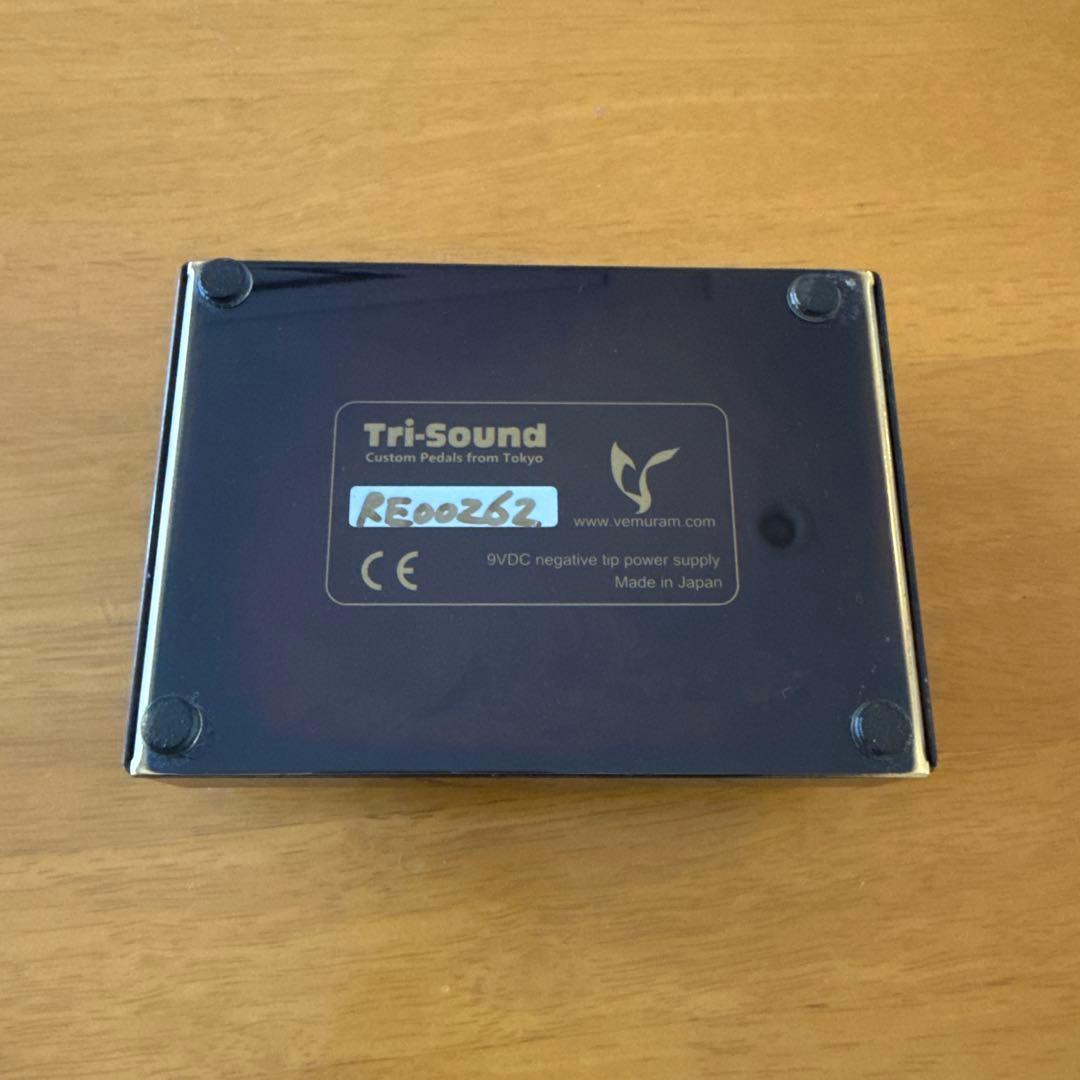 Tri-Sound
Custom Pedals from Tokyo
RE00262
www.vemuram.com
CE
9VDC negative tip power supply
Made in Japan